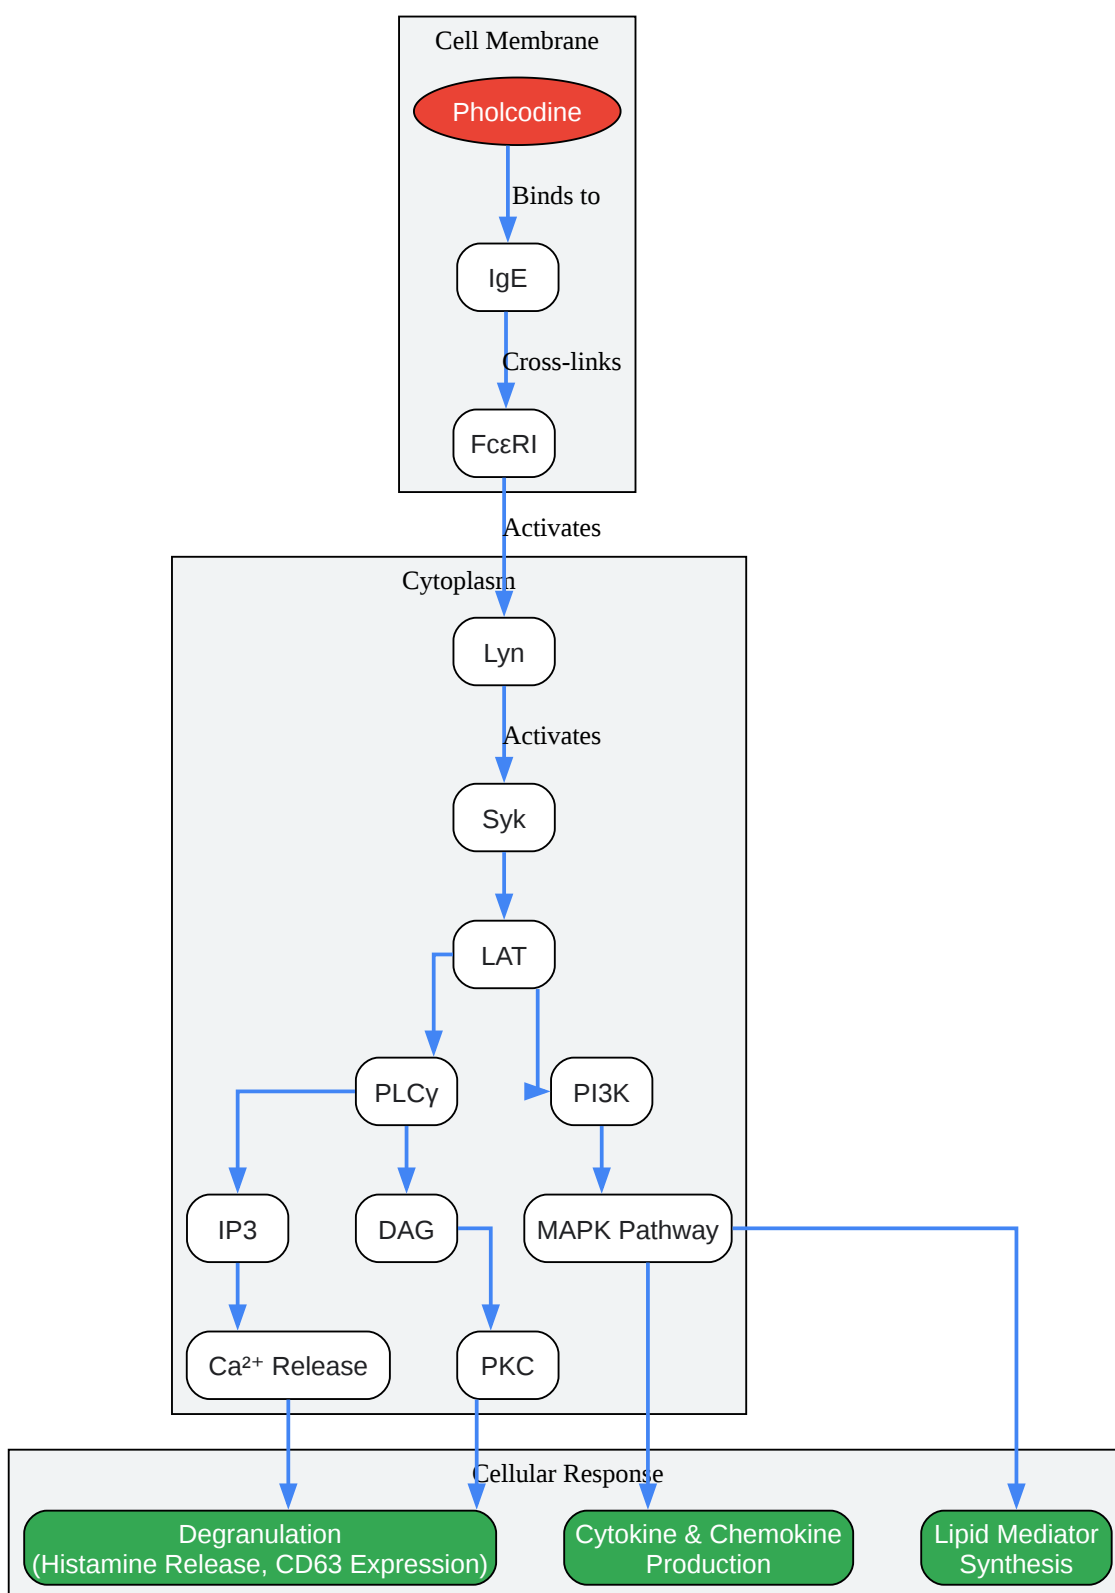 Cell Membrane
Pholcodine
Binds to
IgE
Cross-links
FcεRI
Activates
Cytoplasm
Lyn
Activates
Syk
LAT
PLCγ
PI3K
IP3
DAG
MAPK Pathway
Ca²⁺ Release
PKC
Cellular Response
Degranulation
(Histamine Release, CD63 Expression)
Cytokine & Chemokine
Production
Lipid Mediator
Synthesis